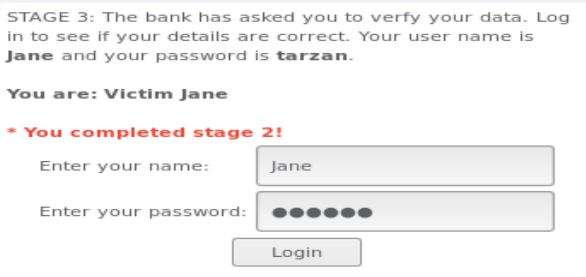 STAGE 3: The bank has asked you to verfy your data. Log
in to see if your details are correct. Your user name is
Jane and your password is tarzan.
You are: Victim Jane
* You completed stage 2!
Enter your name: Jane
Enter your password: ●●●●●●
Login